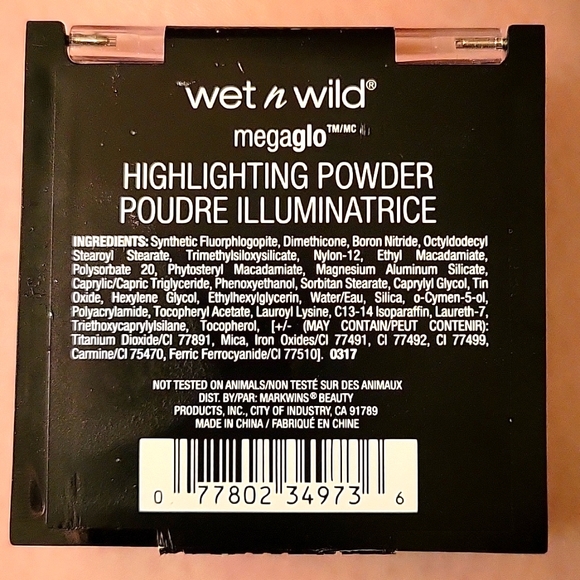 wet n wild®
megaglo™/MC
HIGHLIGHTING POWDER
POUDRE ILLUMINATRICE
INGREDIENTS: Synthetic Fluorphlogopite, Dimethicone, Boron Nitride, Octyldodecyl
Stearoyl Stearate, Trimethylsiloxysilicate, Nylon-12, Ethyl Macadamiate,
Polysorbate 20, Phytosteryl Macadamiate, Magnesium Aluminum Silicate,
Caprylic/Capric Triglyceride, Phenoxyethanol, Sorbitan Stearate, Caprylyl Glycol, Tin
Oxide, Hexylene Glycol, Ethylhexylglycerin, Water/Eau, Silica, o-Cymen-5-ol,
Polyacrylamide, Tocopheryl Acetate, Lauroyl Lysine, C13-14 Isoparaffin, Laureth-7,
Triethoxycaprylylsilane, Tocopherol, [+/- (MAY CONTAIN/PEUT CONTENIR):
Titanium Dioxide/CI 77891, Mica, Iron Oxides/CI 77491, CI 77492, CI 77499,
Carmine/CI 75470, Ferric Ferrocyanide/CI 77510]. 0317
NOT TESTED ON ANIMALS/NON TESTÉ SUR DES ANIMAUX
DIST. BY/PAR: MARKWINS® BEAUTY
PRODUCTS, INC., CITY OF INDUSTRY, CA 91789
MADE IN CHINA / FABRIQUÉ EN CHINE
0 77802 34973 6